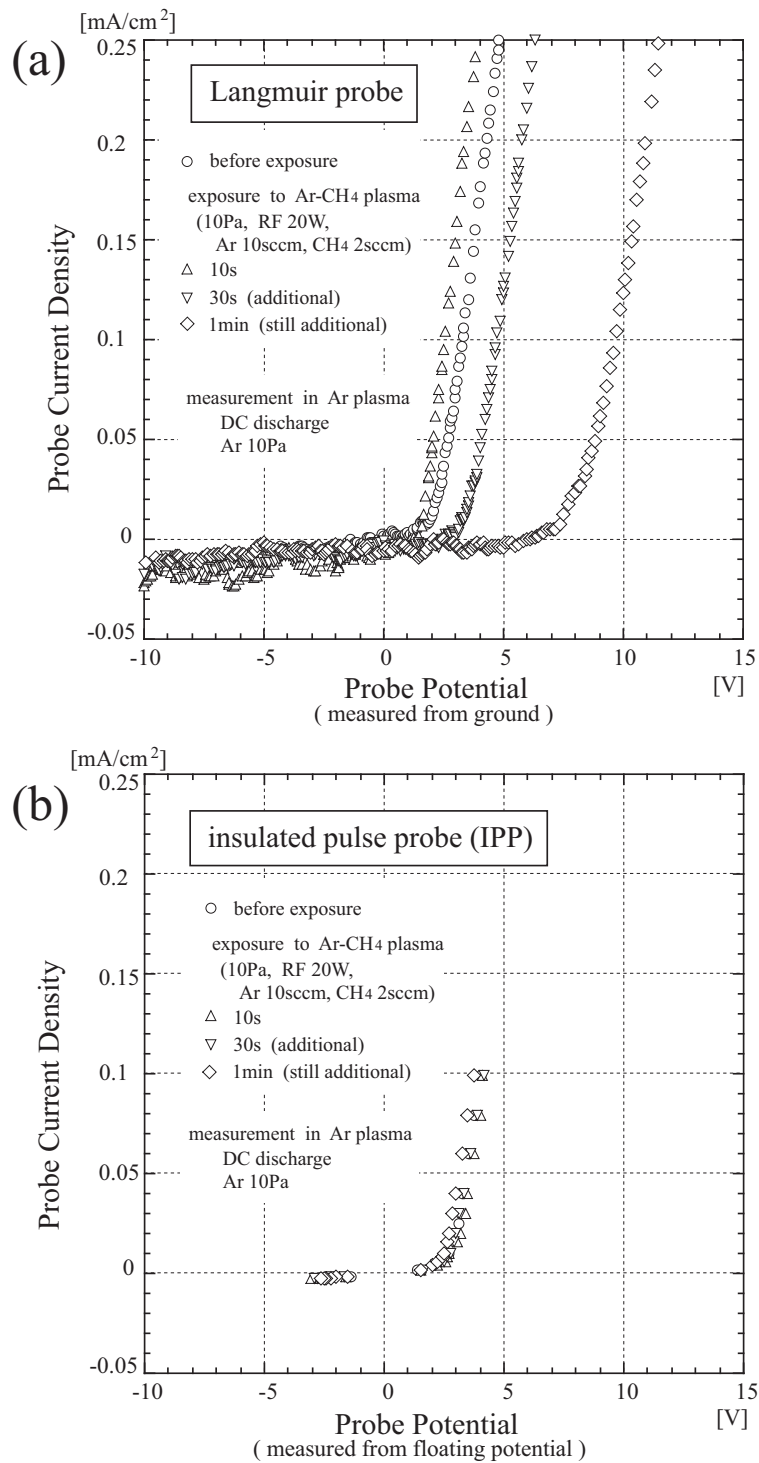 [mA/cm2]
(a)
0.25
Langmuir probe
0.2
○ before exposure
exposure to Ar-CH4 plasma
(10Pa, RF 20W,
Ar 10sccm, CH4 2sccm)
0.15
△ 10s
▽ 30s (additional)
◇ 1min (still additional)
0.1
measurement in Ar plasma
DC discharge
Ar 10Pa
0.05
0
-0.05
Probe Current Density
-10 -5 0 5 10 15
Probe Potential [V]
( measured from ground )
[mA/cm2]
(b)
0.25
insulated pulse probe (IPP)
0.2
○ before exposure
exposure to Ar-CH4 plasma
(10Pa, RF 20W,
Ar 10sccm, CH4 2sccm)
0.15
△ 10s
▽ 30s (additional)
◇ 1min (still additional)
0.1
measurement in Ar plasma
DC discharge
Ar 10Pa
0.05
0
-0.05
Probe Current Density
-10 -5 0 5 10 15
Probe Potential [V]
( measured from floating potential )